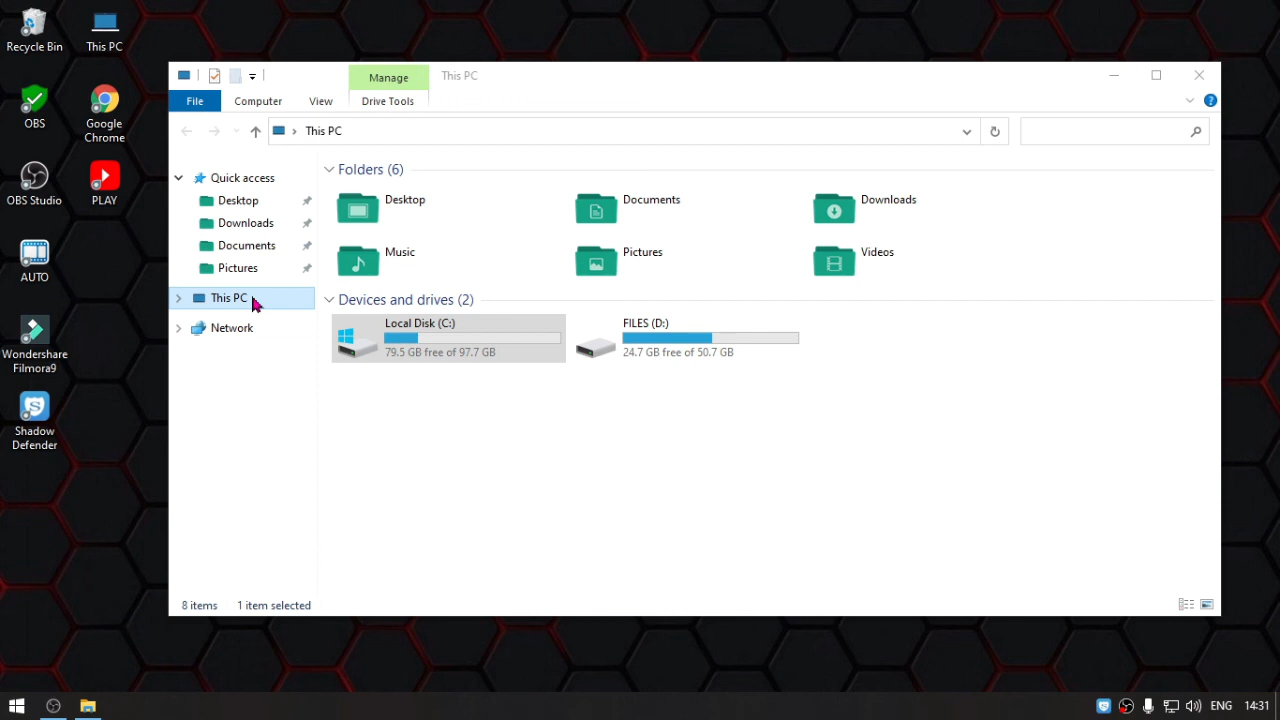 Recycle Bin
This PC
OBS
Google
Chrome
OBS Studio
PLAY
AUTO
Wondershare
Filmora9
Shadow
Defender
Manage
This PC
File
Computer
View
Drive Tools
This PC
Quick access
Desktop
Downloads
Documents
Pictures
This PC
Network
Folders (6)
Desktop
Documents
Downloads
Music
Pictures
Videos
Devices and drives (2)
Local Disk (C:)
79.5 GB free of 97.7 GB
FILES (D:)
24.7 GB free of 50.7 GB
8 items
1 item selected
ENG
14:31